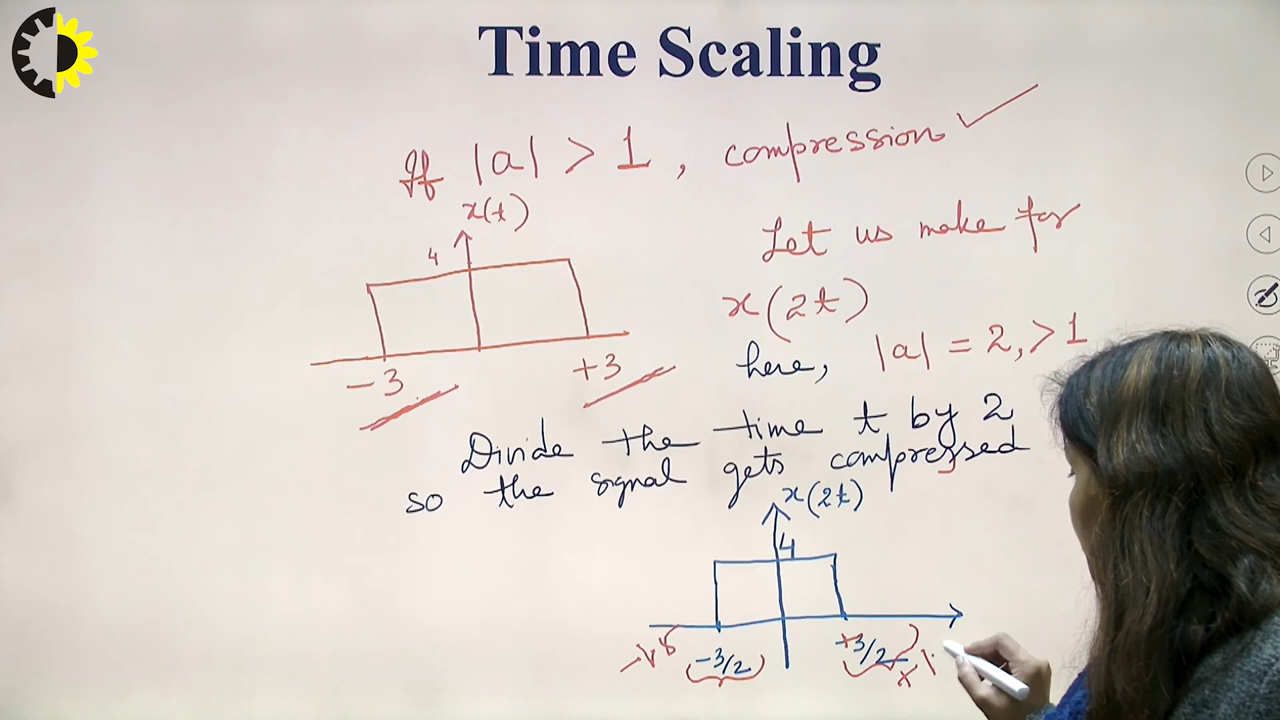 Time Scaling
If |a| > 1, compression ✓
x(t)
4
-3
+3
Let us make for
x(2t)
here, |a| = 2, > 1
Divide the time t by 2
so the signal gets compressed
x(2t)
4
-3/2
+3/2